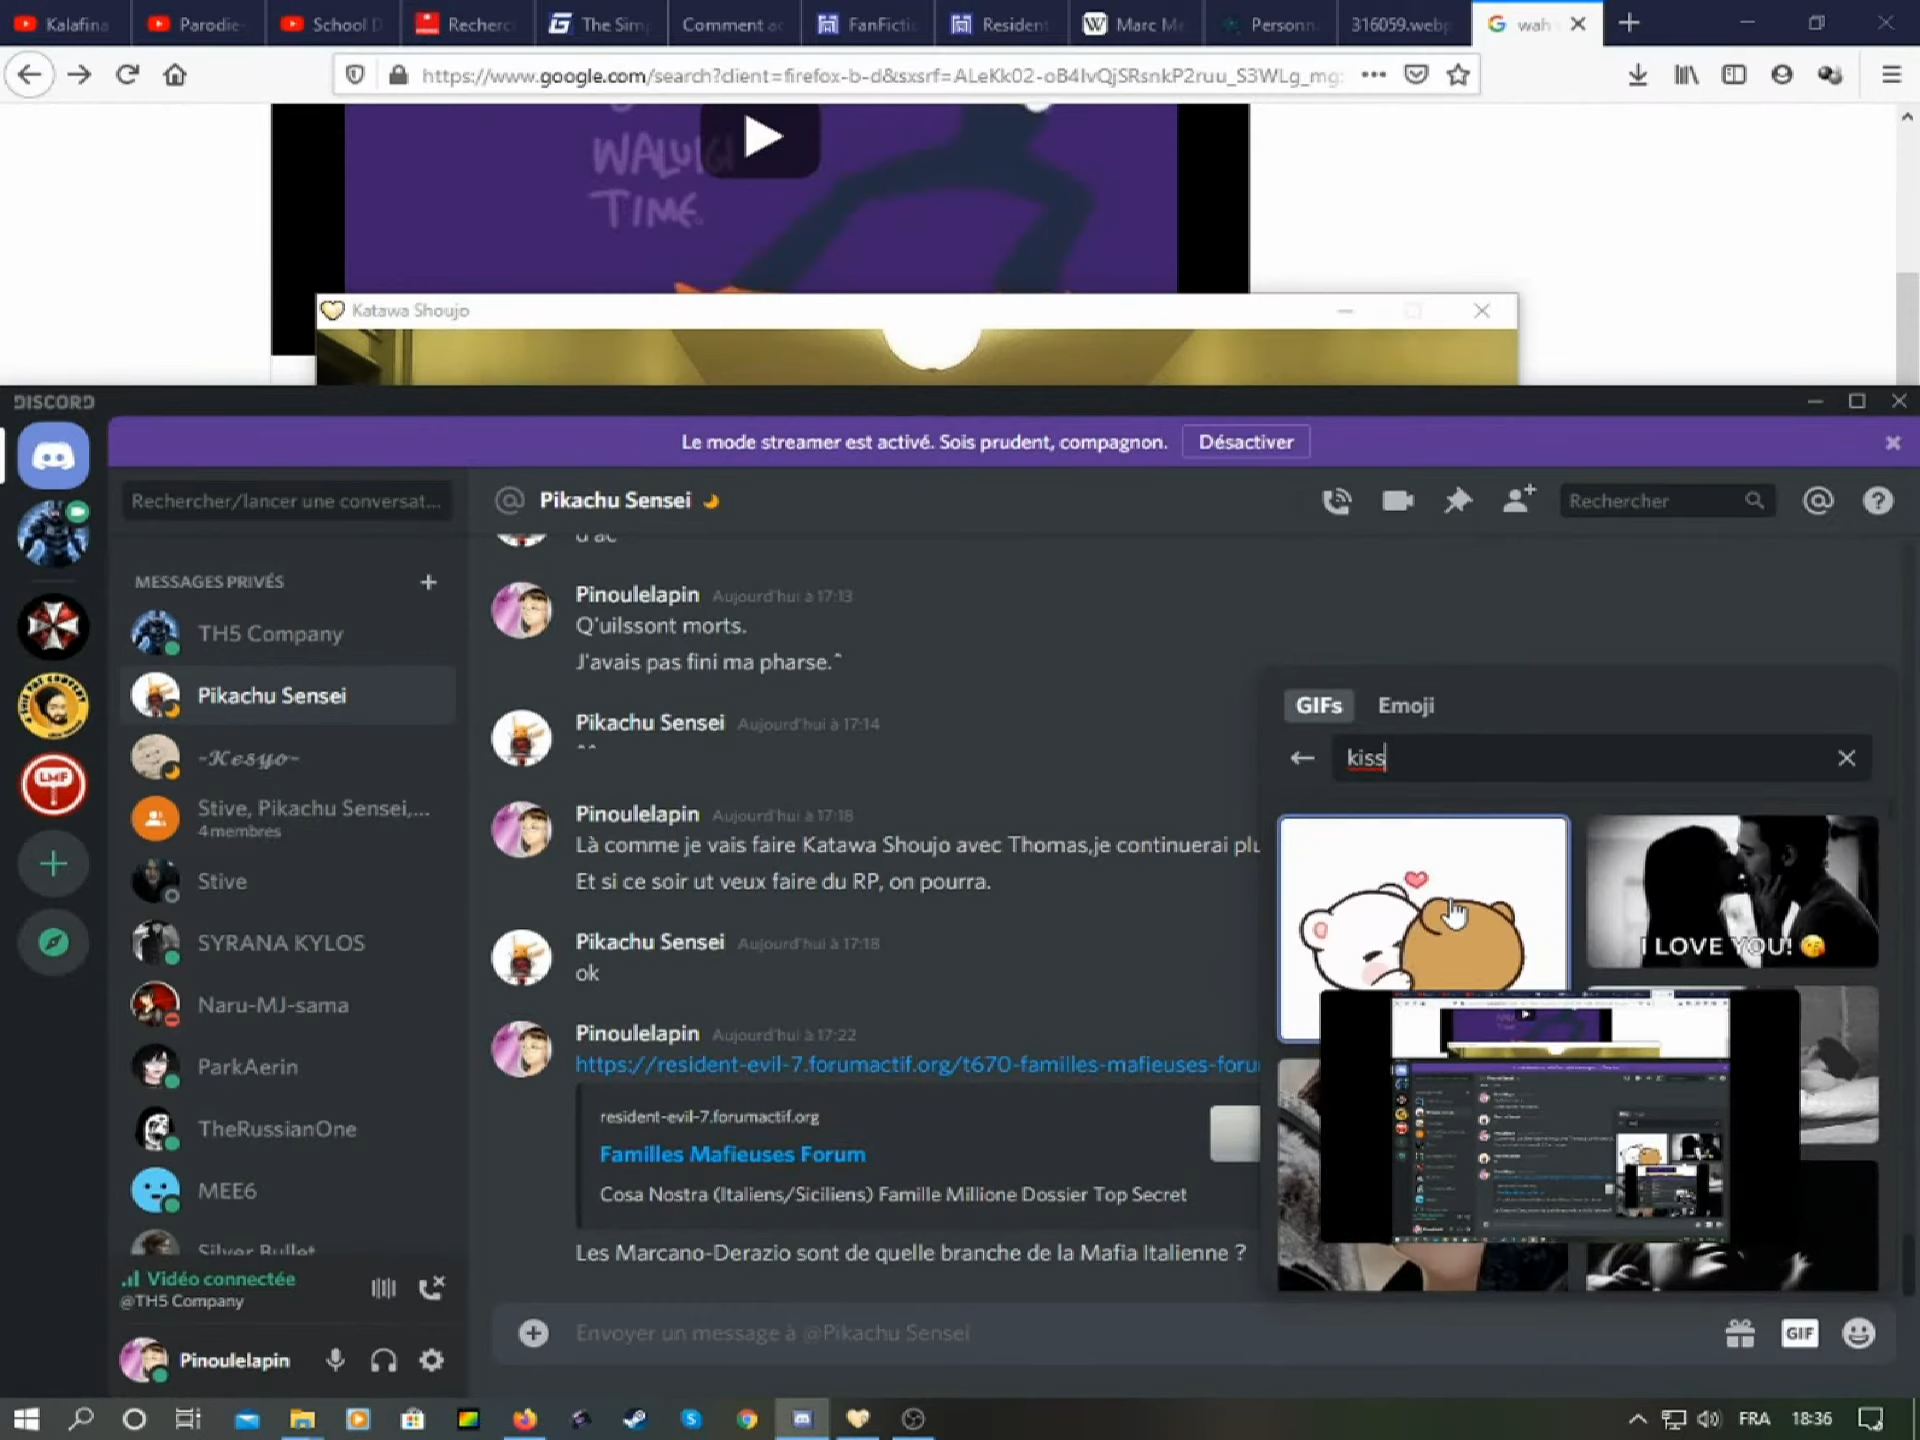 Kalafina
Parodie
School D
Recherc
The Sim
Comment ac
FanFictio
Resident
Marc Me
Personn
316059.webp
wah
https://www.google.com/search?client=firefox-b-d&sxsrf=ALeKk02-oB4IvQjSRsnkP2ruu_S3WLg_mg
WALUIGI
TIME.
Katawa Shoujo
DISCORD
Le mode streamer est activé. Sois prudent, compagnon.
Désactiver
Rechercher/lancer une conversat...
Pikachu Sensei
Rechercher
MESSAGES PRIVÉS
TH5 Company
Pikachu Sensei
~Kesyo~
Stive, Pikachu Sensei,...
4 membres
Stive
SYRANA KYLOS
Naru-MJ-sama
ParkAerin
TheRussianOne
MEE6
Silver Bullet
Vidéo connectée
@TH5 Company
Pinoulelapin
d'ac
Pinoulelapin Aujourd'hui à 17:13
Q'uilssont morts.
J'avais pas fini ma pharse.^
Pikachu Sensei Aujourd'hui à 17:14
^^
Pinoulelapin Aujourd'hui à 17:18
Là comme je vais faire Katawa Shoujo avec Thomas,je continuerai plu
Et si ce soir ut veux faire du RP, on pourra.
Pikachu Sensei Aujourd'hui à 17:18
ok
Pinoulelapin Aujourd'hui à 17:22
https://resident-evil-7.forumactif.org/t670-familles-mafieuses-foru
resident-evil-7.forumactif.org
Familles Mafieuses Forum
Cosa Nostra (Italiens/Siciliens) Famille Millione Dossier Top Secret
Les Marcano-Derazio sont de quelle branche de la Mafia Italienne ?
Envoyer un message à @Pikachu Sensei
GIF
GIFs
Emoji
kiss
I LOVE YOU!
LMF
FRA
18:36